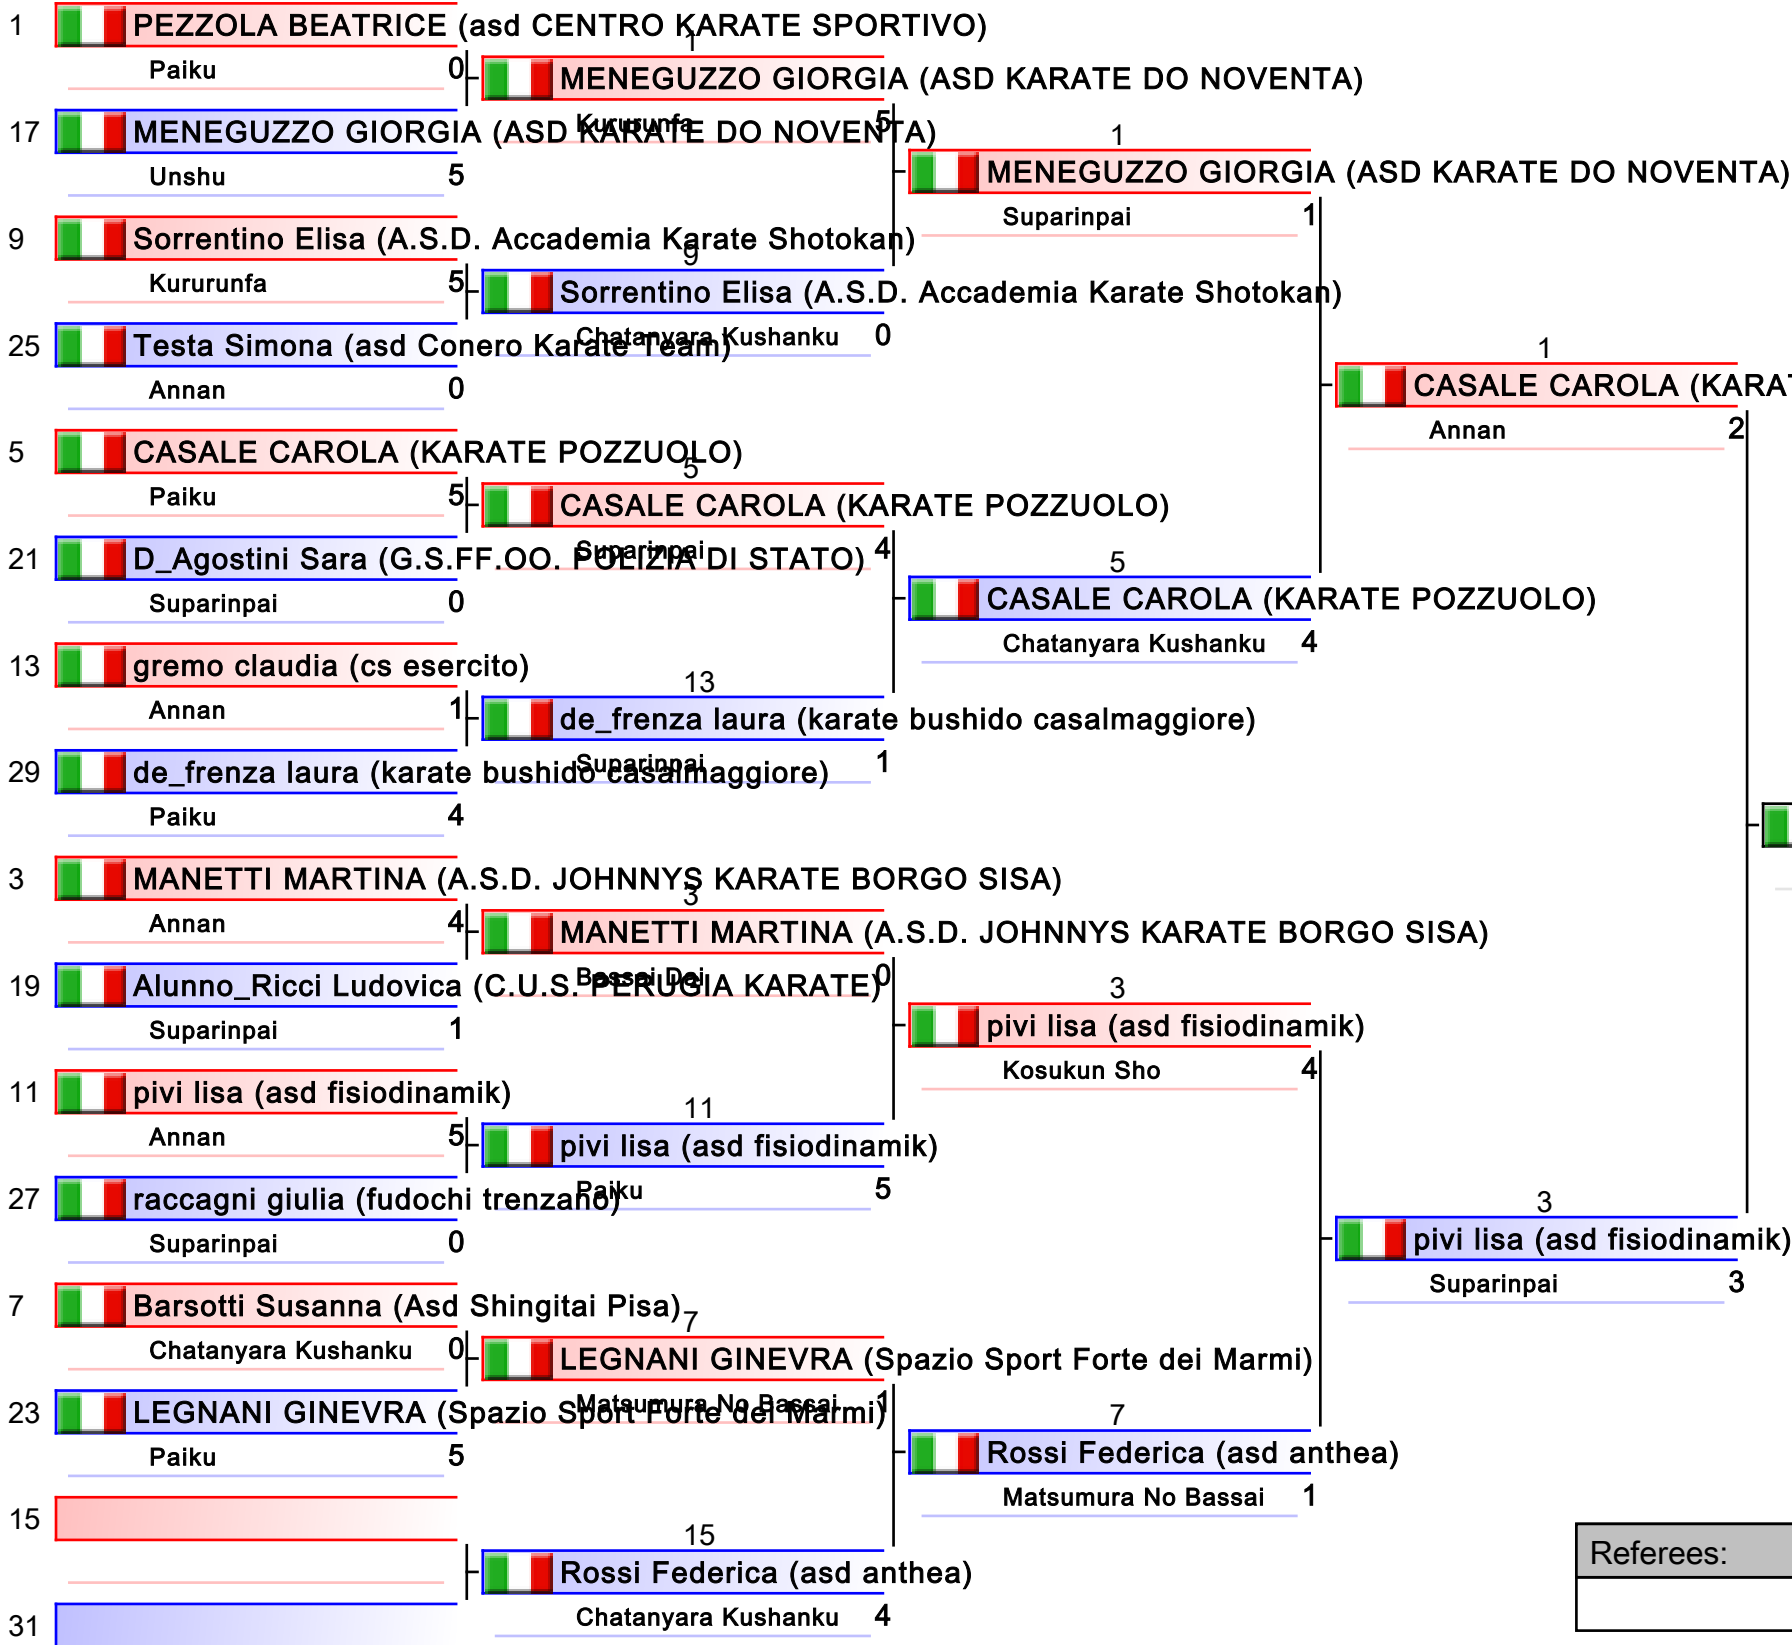 1 PEZZOLA BEATRICE (asd CENTRO KARATE SPORTIVO)
Paiku 0
17 MENEGUZZO GIORGIA (ASD KARATE DO NOVENTA)
Unshu 5
9 Sorrentino Elisa (A.S.D. Accademia Karate Shotokan)
Kururunfa 5
25 Testa Simona (asd Conero Karate Team)
Annan 0
5 CASALE CAROLA (KARATE POZZUOLO)
Paiku 5
21 D_Agostini Sara (G.S.FF.OO. POLIZIA DI STATO)
Suparinpai 0
13 gremo claudia (cs esercito)
Annan 1
29 de_frenza laura (karate bushido casalmaggiore)
Paiku 4
3 MANETTI MARTINA (A.S.D. JOHNNYS KARATE BORGO SISA)
Annan 4
19 Alunno_Ricci Ludovica (C.U.S. PERUGIA KARATE)
Suparinpai 1
11 pivi lisa (asd fisiodinamik)
Annan 5
27 raccagni giulia (fudochi trenzano)
Suparinpai 0
7 Barsotti Susanna (Asd Shingitai Pisa)
Chatanyara Kushanku 0
23 LEGNANI GINEVRA (Spazio Sport Forte dei Marmi)
Paiku 5
15
31
1
MENEGUZZO GIORGIA (ASD KARATE DO NOVENTA)
Kururunfa 5
9
Sorrentino Elisa (A.S.D. Accademia Karate Shotokan)
Chatanyara Kushanku 0
5
CASALE CAROLA (KARATE POZZUOLO)
Suparinpai 4
13
de_frenza laura (karate bushido casalmaggiore)
Suparinpai 1
3
MANETTI MARTINA (A.S.D. JOHNNYS KARATE BORGO SISA)
Bassai Dai 0
11
pivi lisa (asd fisiodinamik)
Paiku 5
7
LEGNANI GINEVRA (Spazio Sport Forte dei Marmi)
Matsumura No Bassai 1
15
Rossi Federica (asd anthea)
Chatanyara Kushanku 4
1
MENEGUZZO GIORGIA (ASD KARATE DO NOVENTA)
Suparinpai 1
5
CASALE CAROLA (KARATE POZZUOLO)
Chatanyara Kushanku 4
3
pivi lisa (asd fisiodinamik)
Kosukun Sho 4
7
Rossi Federica (asd anthea)
Matsumura No Bassai 1
1
CASALE CAROLA (KARA
Annan 2
3
pivi lisa (asd fisiodinamik)
Suparinpai 3
Referees: